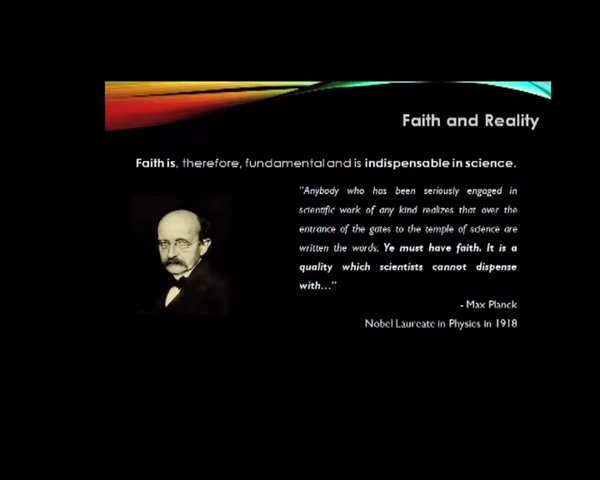 Faith and Reality
Faith is, therefore, fundamental and is indispensable in science.
"Anybody who has been seriously engaged in
scientific work of any kind realizes that over the
entrance of the gates to the temple of science are
written the words: Ye must have faith. It is a
quality which scientists cannot dispense
with..."
- Max Planck
Nobel Laureate in Physics in 1918